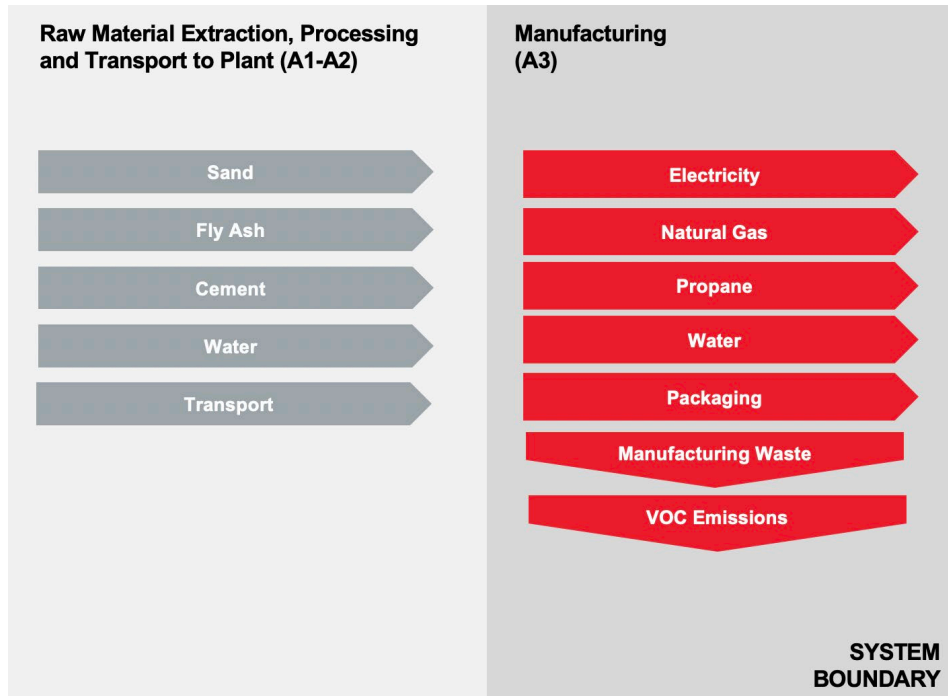 Raw Material Extraction, Processing
and Transport to Plant (A1-A2)
Sand
Fly Ash
Cement
Water
Transport
Manufacturing
(A3)
Electricity
Natural Gas
Propane
Water
Packaging
Manufacturing Waste
VOC Emissions
SYSTEM
BOUNDARY